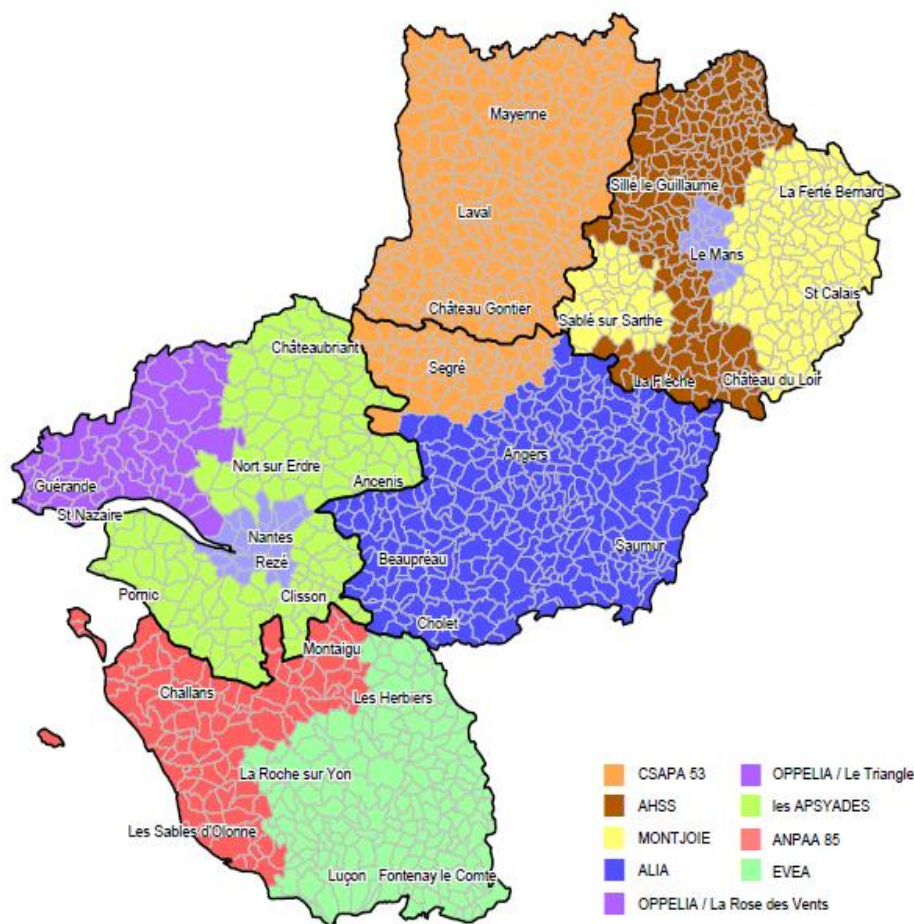 Mayenne
Sillé le Guillaume
La Ferté Bernard
Laval
Le Mans
St Calais
Château Gontier
Sablé sur Sarthe
Châteaubriant
Segré
La Flèche
Château du Loir
Angers
Nort sur Erdre
Ancenis
Guérande
St Nazaire
Nantes
Rezé
Beaupréau
Saumur
Pornic
Clisson
Cholet
Montaigu
Challans
Les Herbiers
La Roche sur Yon
Les Sables d'Olonne
Luçon
Fontenay le Comte
CSAPA 53
AHSS
MONTJOIE
ALIA
OPPELIA / La Rose des Vents
OPPELIA / Le Triangle
les APSYADES
ANPAA 85
EVEA